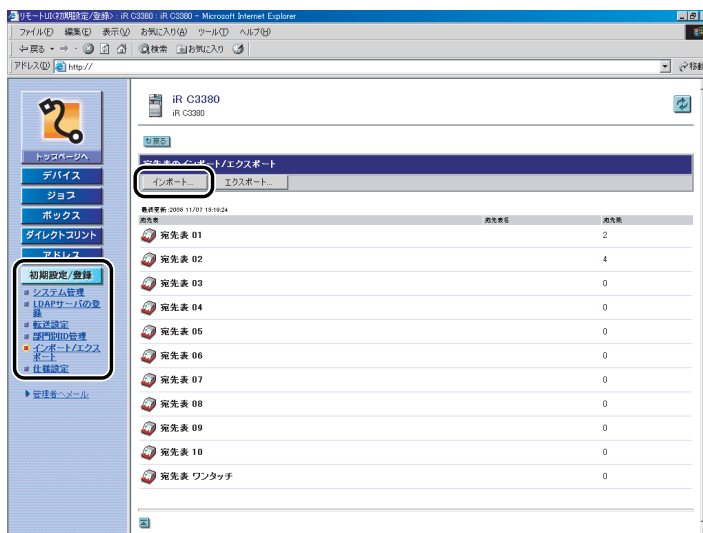 リモートUI<初期設定/登録> : iR C3380 : iR C3380 - Microsoft Internet Explorer
ファイル(F) 編集(E) 表示(V) お気に入り(A) ツール(T) ヘルプ(H)
戻る 検索 お気に入り
アドレス(D) http:// 移動
iR C3380
iR C3380
トップページへ
デバイス
ジョブ
ボックス
ダイレクトプリント
アドレス
初期設定/登録
システム管理
LDAPサーバの登
録
転送設定
部門別ID管理
インポート/エクス
ポート
仕様設定
管理者へメール
戻る
宛先表のインポート/エクスポート
インポート... エクスポート...
最終更新 :2006 11/07 18:19:24
宛先表 宛先表名 宛先数
宛先表 01 2
宛先表 02 4
宛先表 03 0
宛先表 04 0
宛先表 05 0
宛先表 06 0
宛先表 07 0
宛先表 08 0
宛先表 09 0
宛先表 10 0
宛先表 ワンタッチ 0